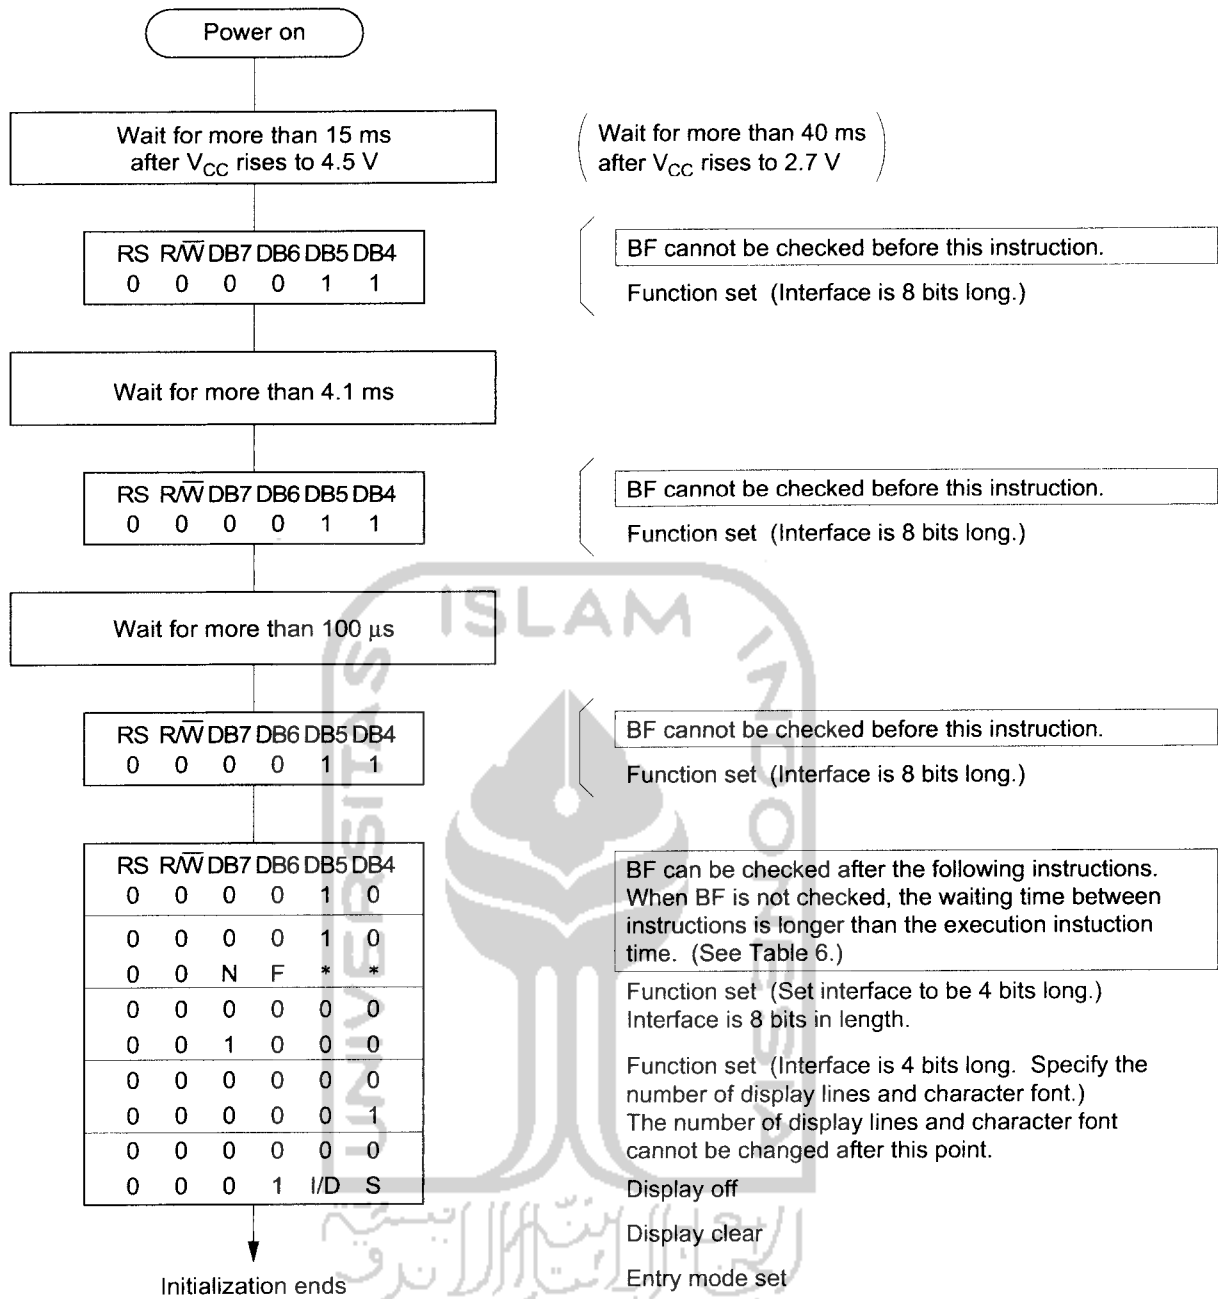 Power on
Wait for more than 15 ms
after VCC rises to 4.5 V
Wait for more than 40 ms
after VCC rises to 2.7 V
RS R/W̅ DB7 DB6 DB5 DB4
0 0 0 0 1 1
BF cannot be checked before this instruction.
Function set (Interface is 8 bits long.)
Wait for more than 4.1 ms
RS R/W̅ DB7 DB6 DB5 DB4
0 0 0 0 1 1
BF cannot be checked before this instruction.
Function set (Interface is 8 bits long.)
Wait for more than 100 µs
RS R/W̅ DB7 DB6 DB5 DB4
0 0 0 0 1 1
BF cannot be checked before this instruction.
Function set (Interface is 8 bits long.)
RS R/W̅ DB7 DB6 DB5 DB4
0 0 0 0 1 0
0 0 0 0 1 0
0 0 N F * *
0 0 0 0 0 0
0 0 1 0 0 0
0 0 0 0 0 0
0 0 0 0 0 1
0 0 0 0 0 0
0 0 0 1 I/D S
Initialization ends
BF can be checked after the following instructions.
When BF is not checked, the waiting time between
instructions is longer than the execution instuction
time. (See Table 6.)
Function set (Set interface to be 4 bits long.)
Interface is 8 bits in length.
Function set (Interface is 4 bits long. Specify the
number of display lines and character font.)
The number of display lines and character font
cannot be changed after this point.
Display off
Display clear
Entry mode set
UNIVERSITAS
ISLAM
INDONESIA